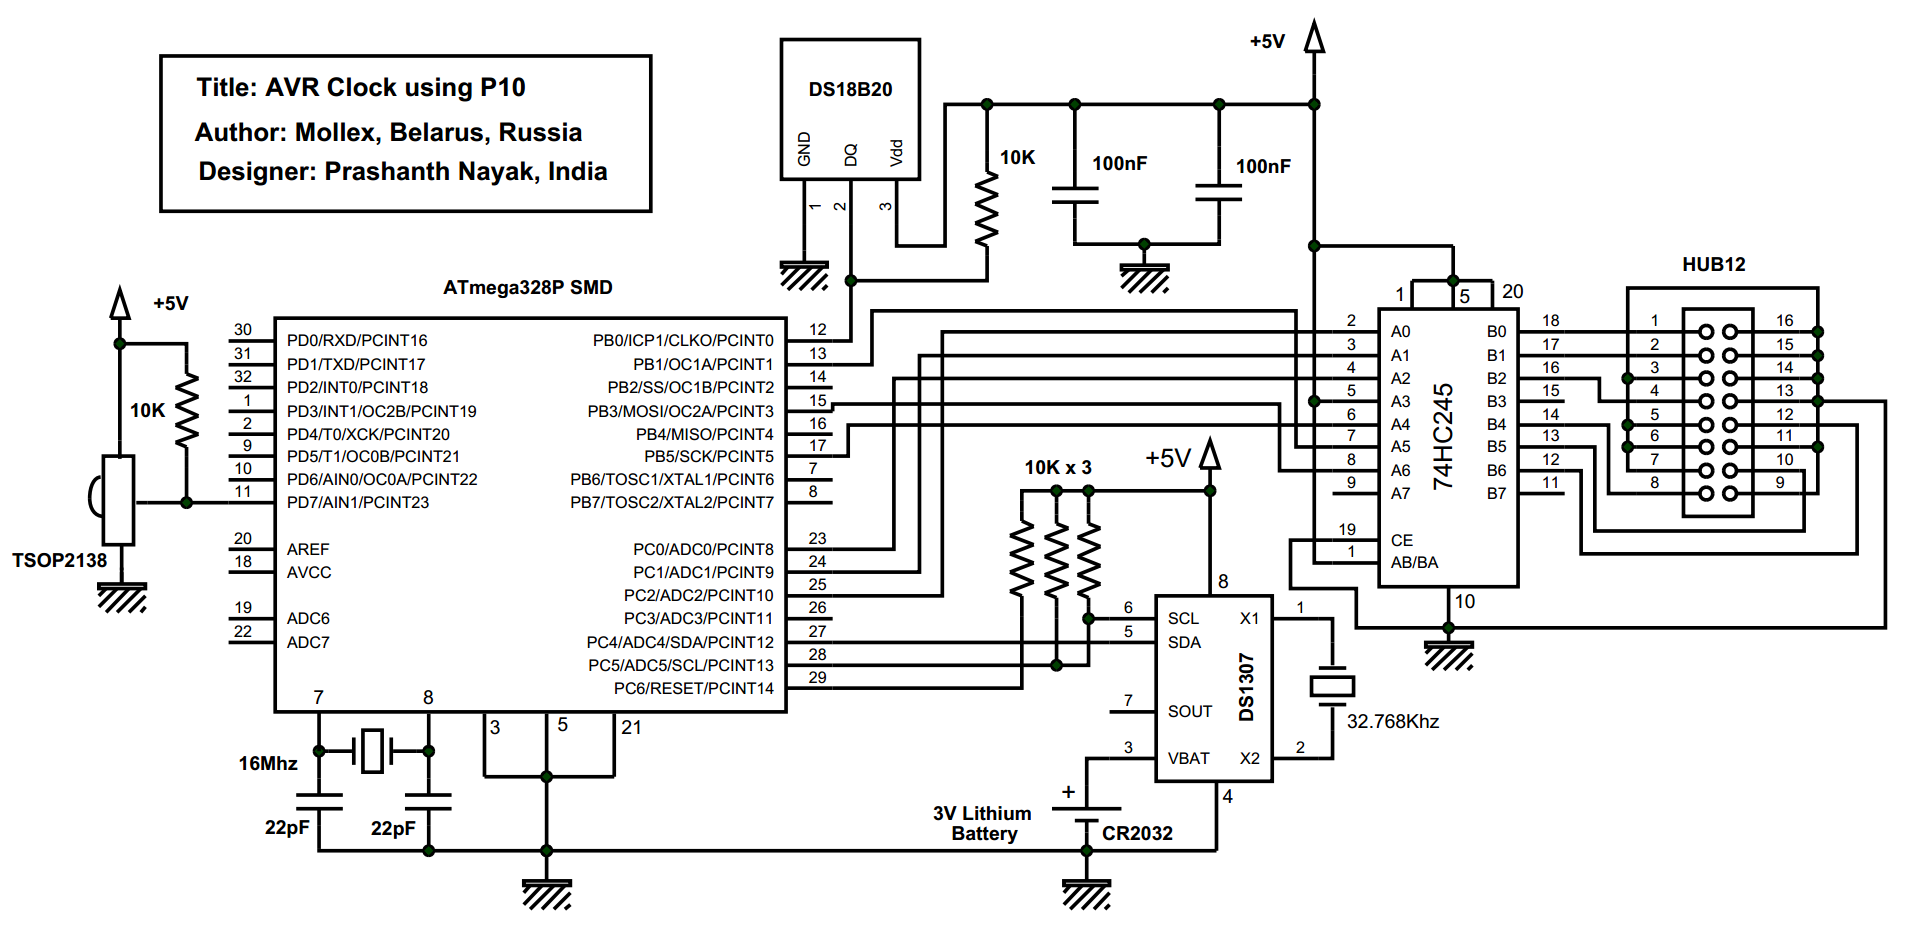 Title: AVR Clock using P10
Author: Mollex, Belarus, Russia
Designer: Prashanth Nayak, India
DS18B20
GND
DQ
Vdd
1
2
3
10K
100nF
100nF
+5V
+5V
10K
TSOP2138
ATmega328P SMD
30 PD0/RXD/PCINT16
31 PD1/TXD/PCINT17
32 PD2/INT0/PCINT18
1 PD3/INT1/OC2B/PCINT19
2 PD4/T0/XCK/PCINT20
9 PD5/T1/OC0B/PCINT21
10 PD6/AIN0/OC0A/PCINT22
11 PD7/AIN1/PCINT23
20 AREF
18 AVCC
19 ADC6
22 ADC7
PB0/ICP1/CLKO/PCINT0 12
PB1/OC1A/PCINT1 13
PB2/SS/OC1B/PCINT2 14
PB3/MOSI/OC2A/PCINT3 15
PB4/MISO/PCINT4 16
PB5/SCK/PCINT5 17
PB6/TOSC1/XTAL1/PCINT6 7
PB7/TOSC2/XTAL2/PCINT7 8
PC0/ADC0/PCINT8 23
PC1/ADC1/PCINT9 24
PC2/ADC2/PCINT10 25
PC3/ADC3/PCINT11 26
PC4/ADC4/SDA/PCINT12 27
PC5/ADC5/SCL/PCINT13 28
PC6/RESET/PCINT14 29
7
8
3
5
21
16Mhz
22pF
22pF
10K x 3
+5V
8
6 SCL
5 SDA
7 SOUT
3 VBAT
X1 1
X2 2
DS1307
4
32.768Khz
+
3V Lithium
Battery
CR2032
1
5
20
2 A0
3 A1
4 A2
5 A3
6 A4
7 A5
8 A6
9 A7
19 CE
1 AB/BA
74HC245
B0 18
B1 17
B2 16
B3 15
B4 14
B5 13
B6 12
B7 11
10
HUB12
1 16
2 15
3 14
4 13
5 12
6 11
7 10
8 9